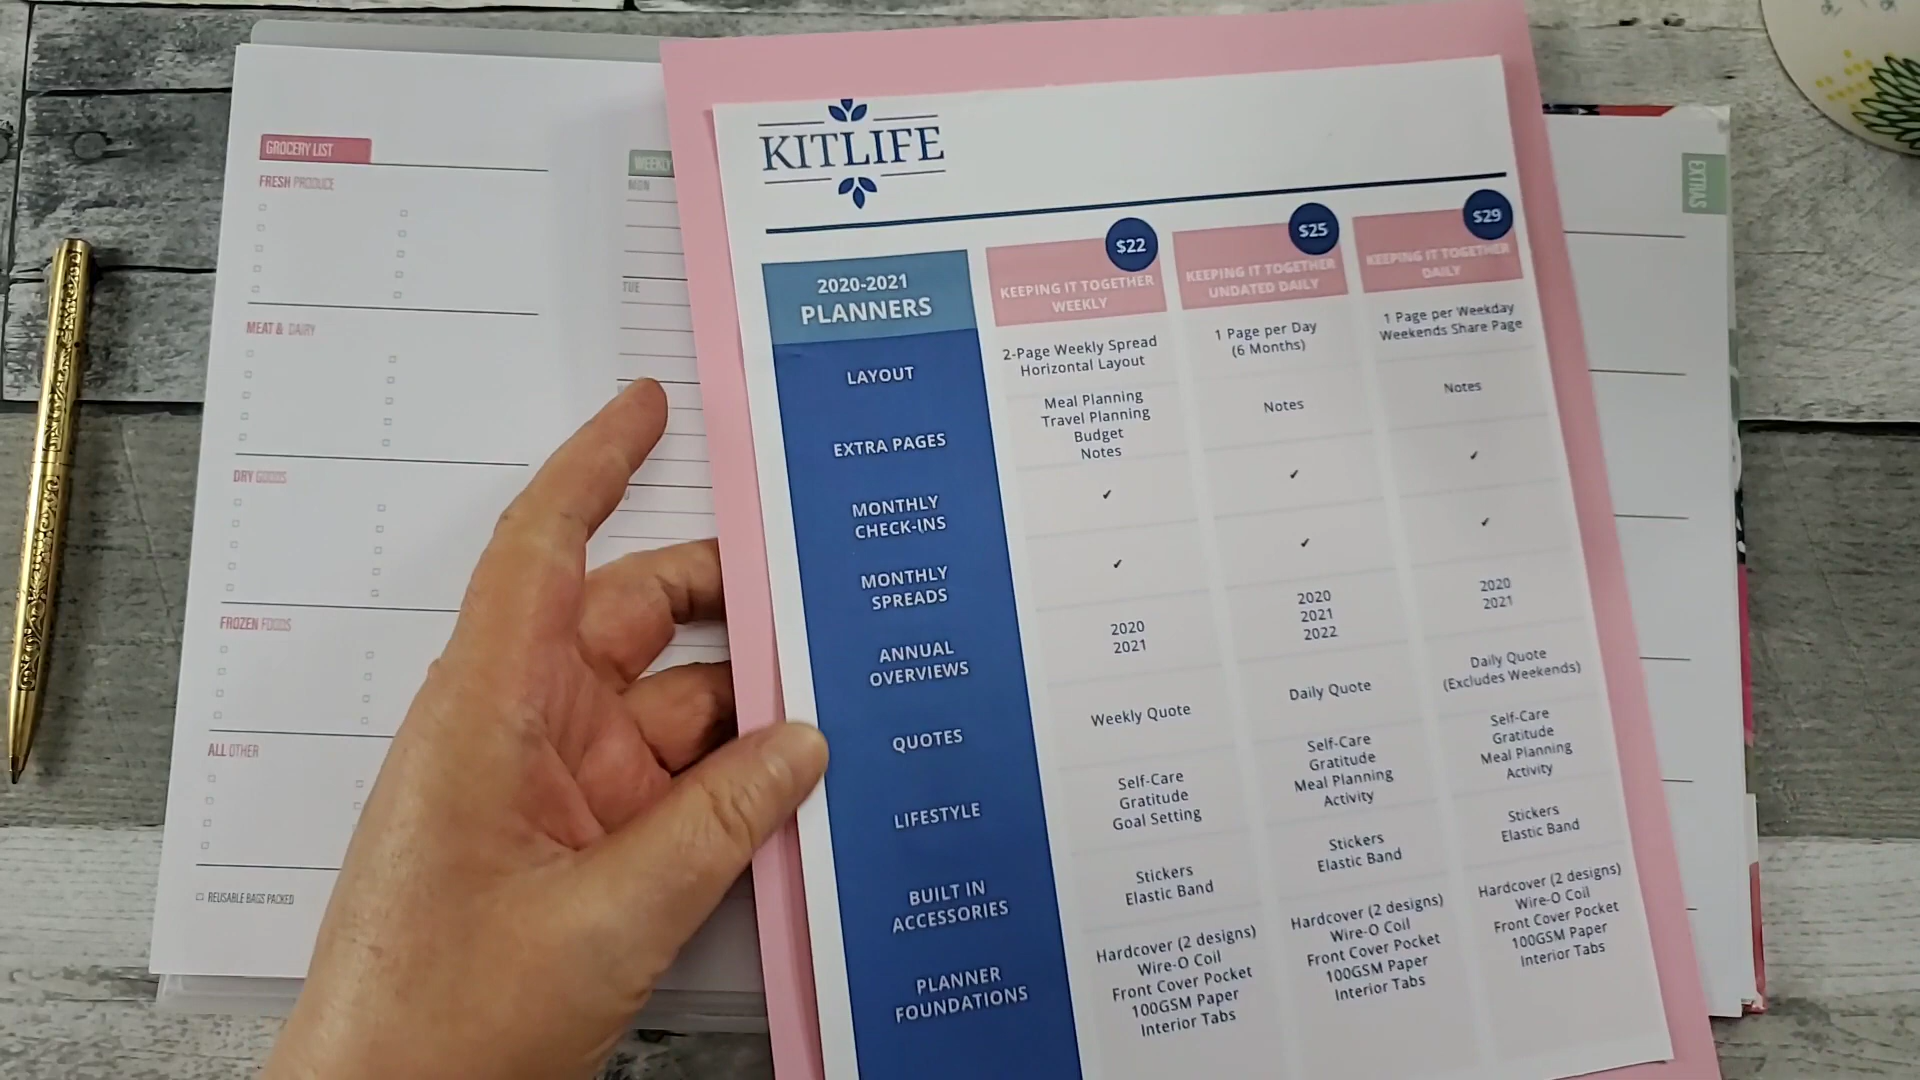 GROCERY LIST
FRESH PRODUCE
MEAT & DAIRY
DRY GOODS
FROZEN FOODS
ALL OTHER
REUSABLE BAGS PACKED
WEEKLY
MON
TUE
KITLIFE
2020-2021
PLANNERS
$22
KEEPING IT TOGETHER
WEEKLY
$25
KEEPING IT TOGETHER
UNDATED DAILY
$29
KEEPING IT TOGETHER
DAILY
LAYOUT
2-Page Weekly Spread
Horizontal Layout
1 Page per Day
(6 Months)
1 Page per Weekday
Weekends Share Page
EXTRA PAGES
Meal Planning
Travel Planning
Budget
Notes
Notes
Notes
MONTHLY
CHECK-INS
✓
✓
✓
MONTHLY
SPREADS
✓
✓
✓
ANNUAL
OVERVIEWS
2020
2021
2020
2021
2022
2020
2021
QUOTES
Weekly Quote
Daily Quote
Daily Quote
(Excludes Weekends)
LIFESTYLE
Self-Care
Gratitude
Goal Setting
Self-Care
Gratitude
Meal Planning
Activity
Self-Care
Gratitude
Meal Planning
Activity
BUILT IN
ACCESSORIES
Stickers
Elastic Band
Stickers
Elastic Band
Stickers
Elastic Band
PLANNER
FOUNDATIONS
Hardcover (2 designs)
Wire-O Coil
Front Cover Pocket
100GSM Paper
Interior Tabs
Hardcover (2 designs)
Wire-O Coil
Front Cover Pocket
100GSM Paper
Interior Tabs
Hardcover (2 designs)
Wire-O Coil
Front Cover Pocket
100GSM Paper
Interior Tabs
EXTRAS